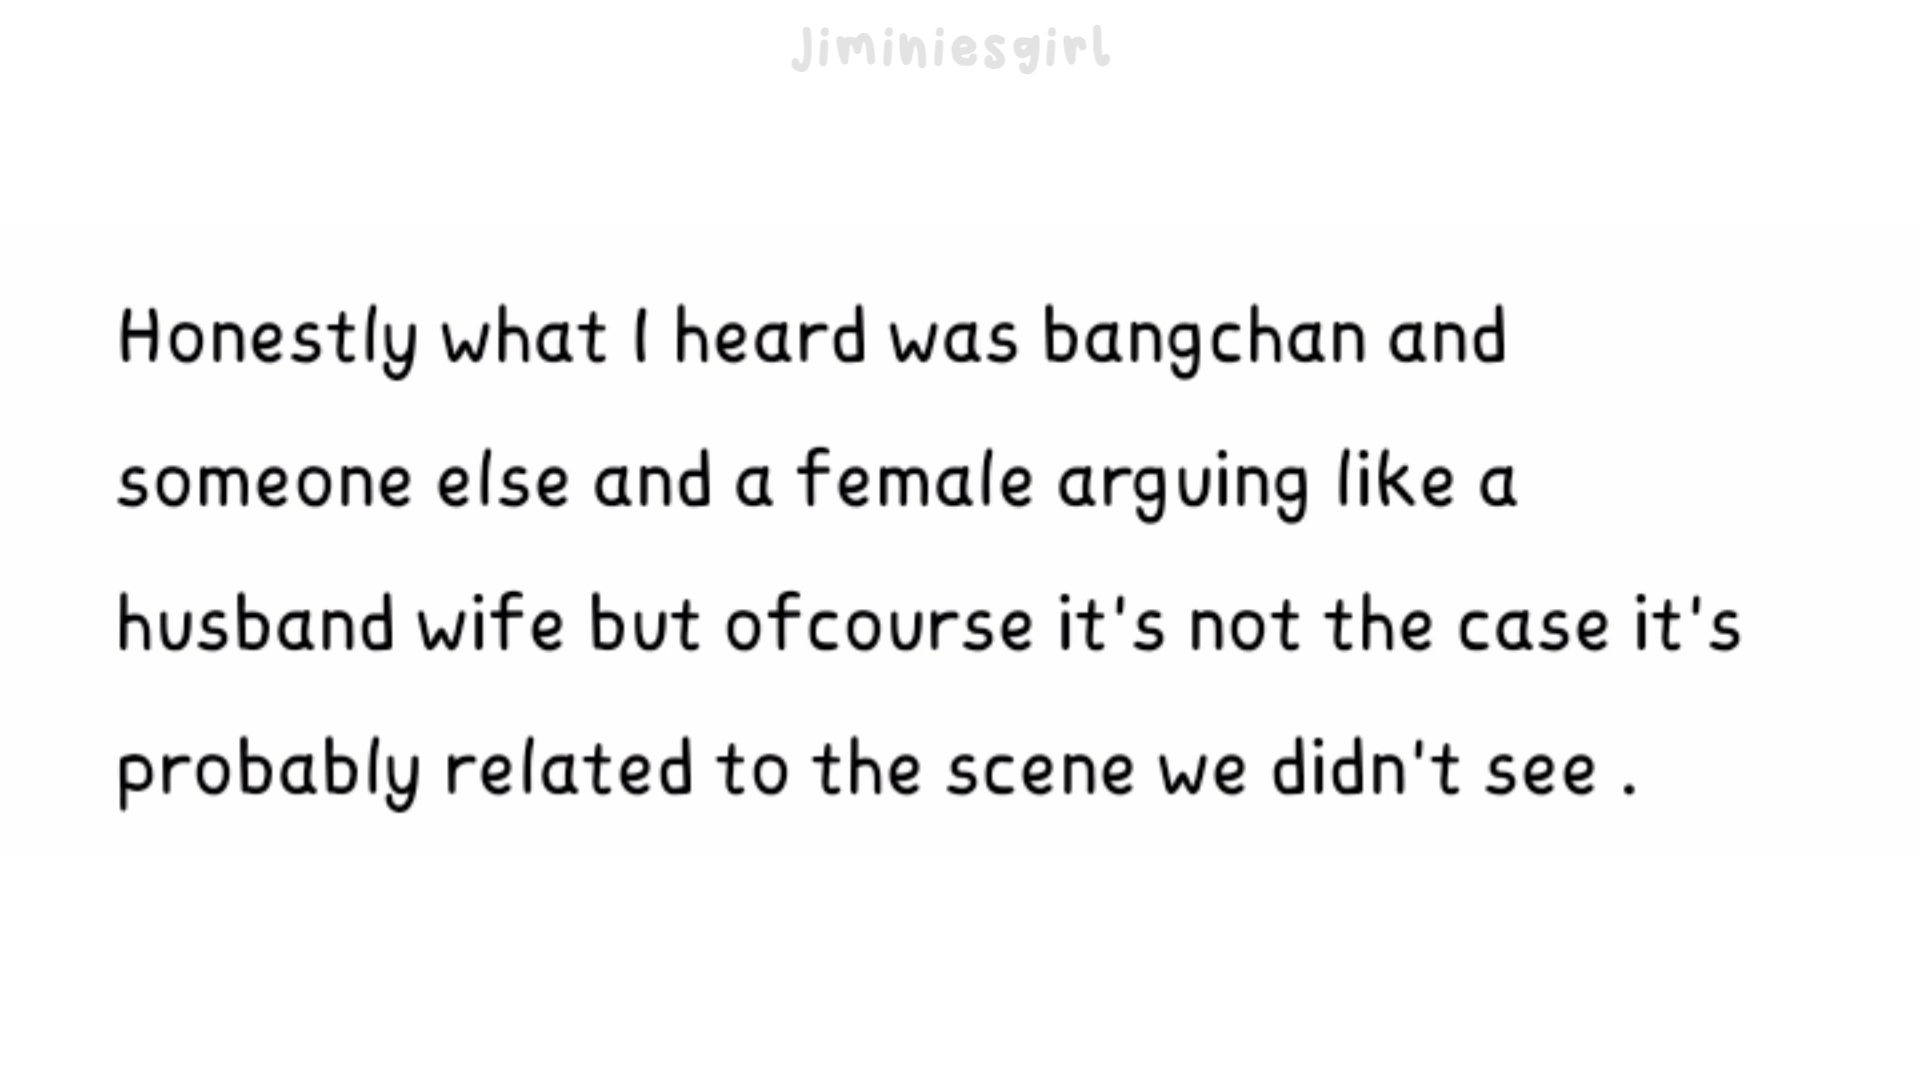 Jiminiesgirl
Honestly what I heard was bangchan and
someone else and a female arguing like a
husband wife but ofcourse it's not the case it's
probably related to the scene we didn't see .